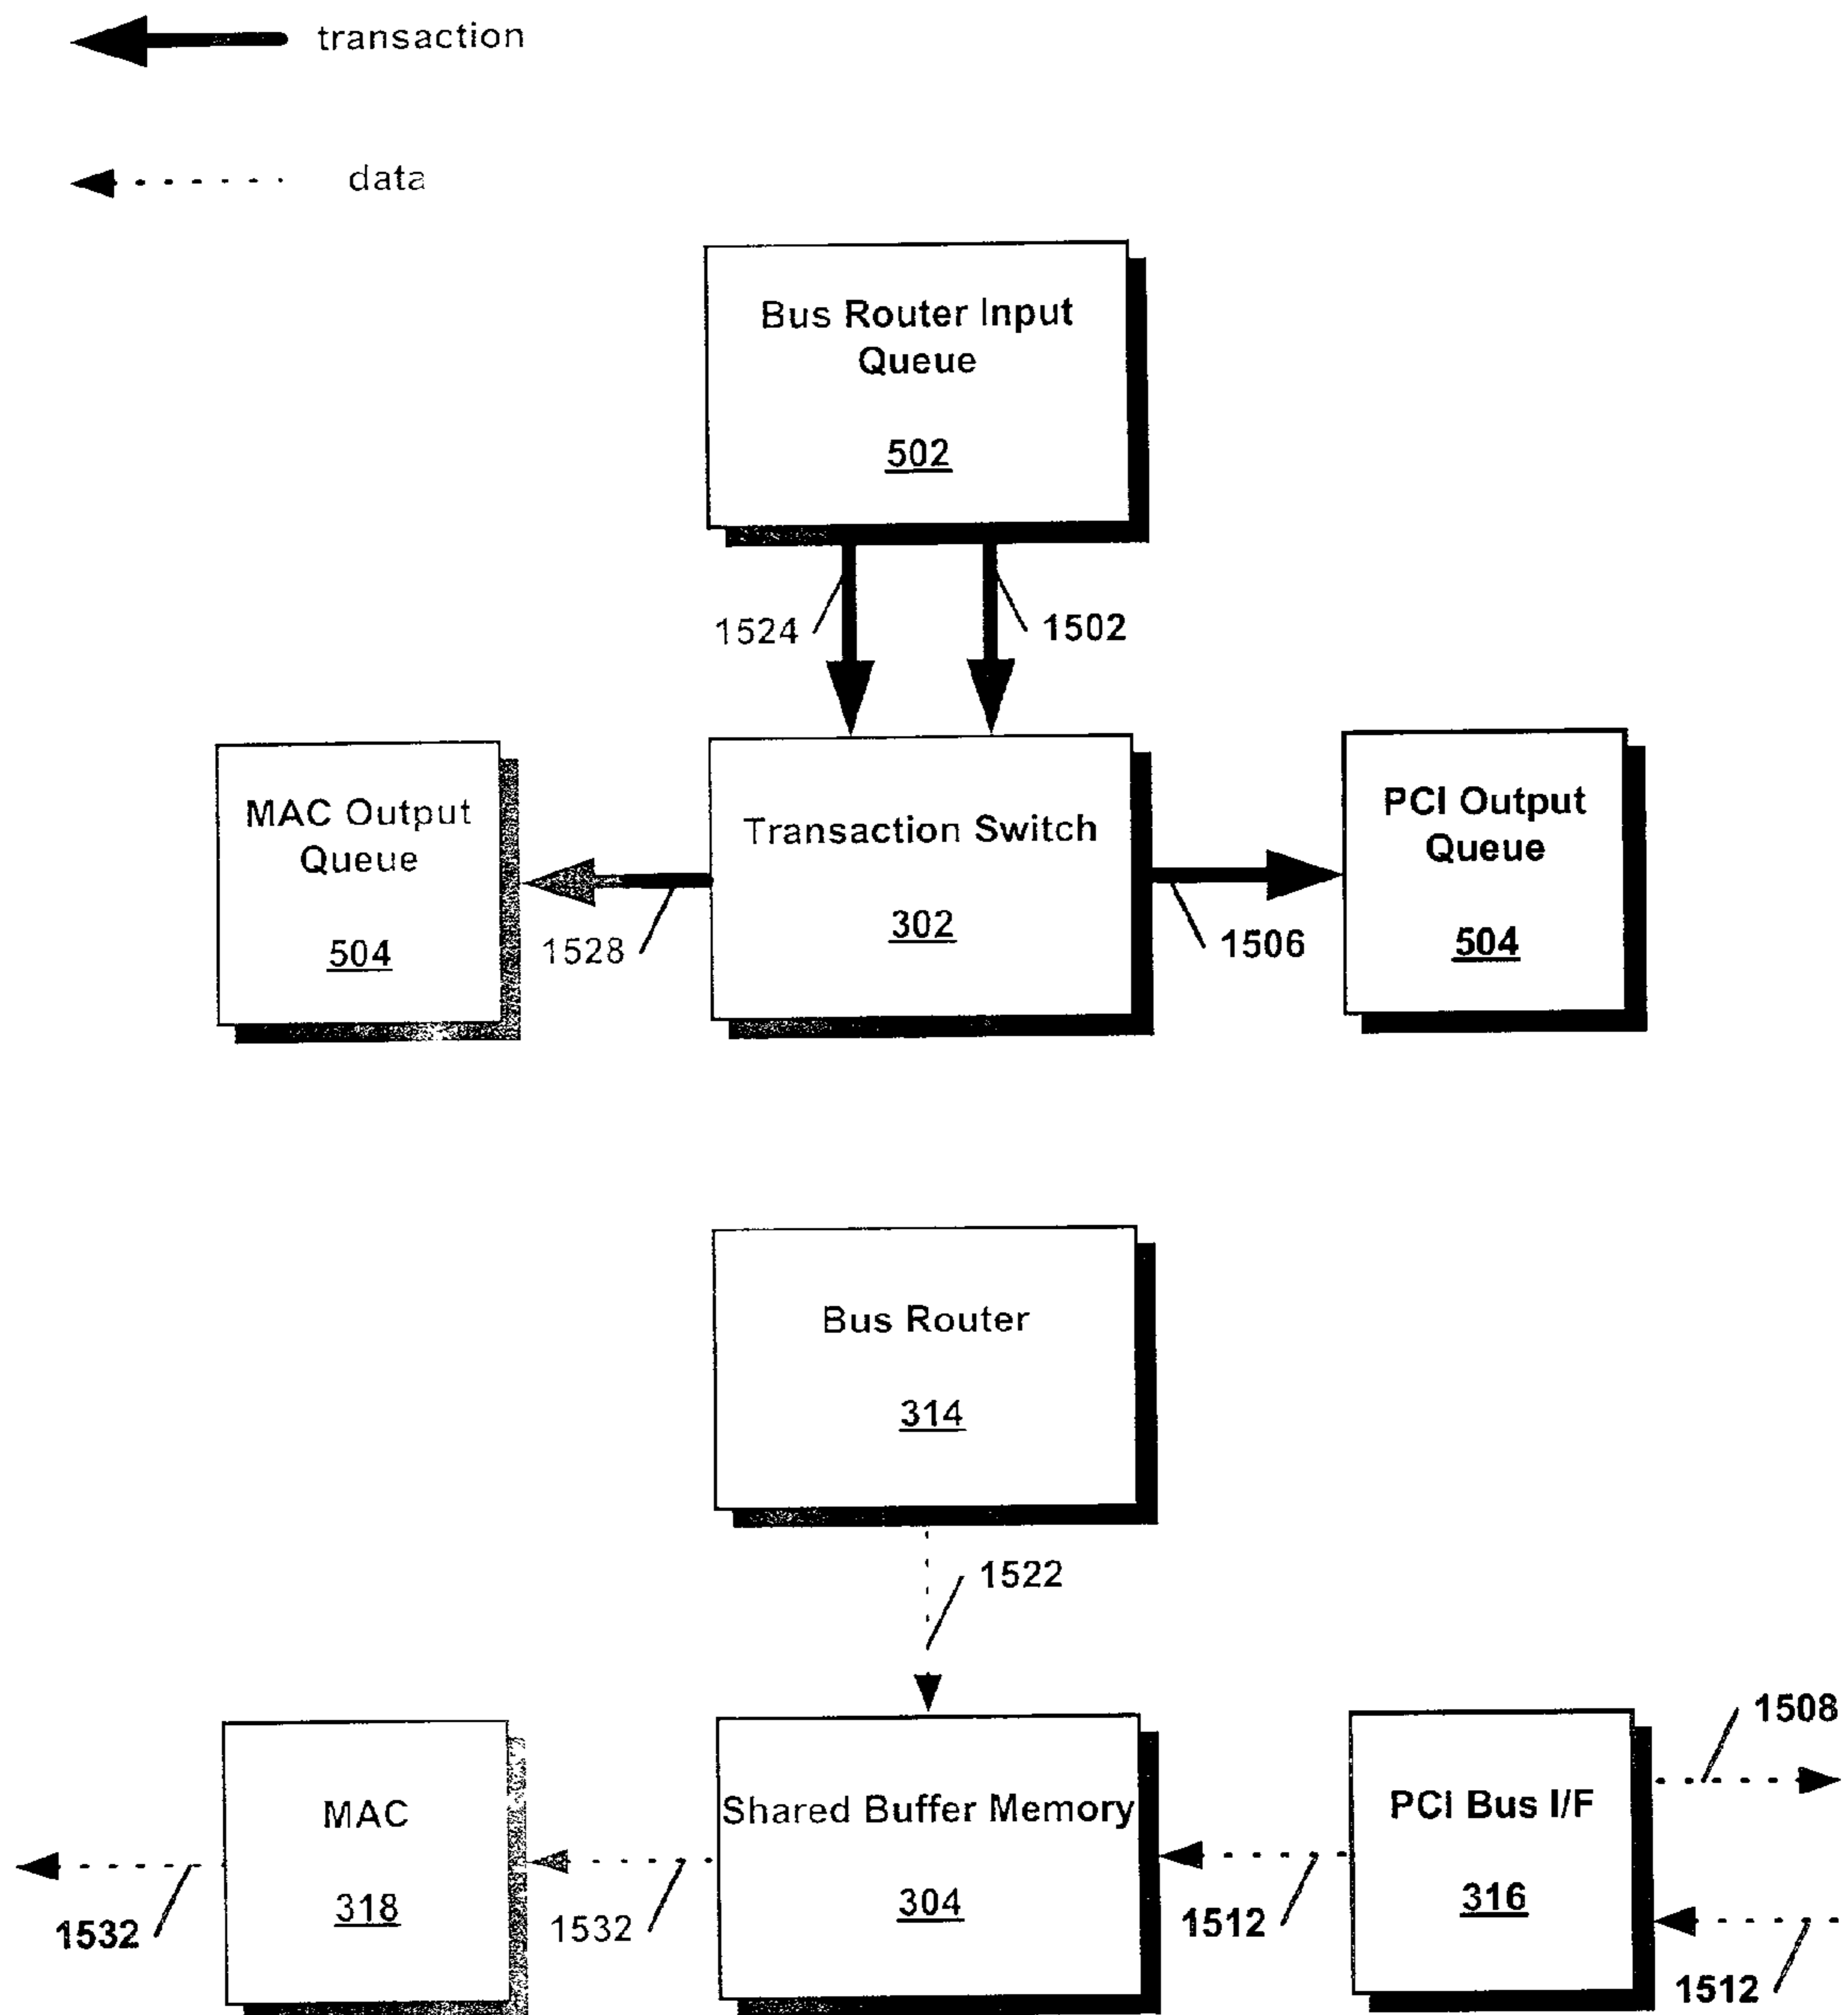 transaction
data
Bus Router Input
Queue
502
1524
1502
MAC Output
Queue
504
1528
Transaction Switch
302
1506
PCI Output
Queue
504
Bus Router
314
1522
1508
MAC
318
1532
1532
Shared Buffer Memory
304
1512
PCI Bus I/F
316
1512